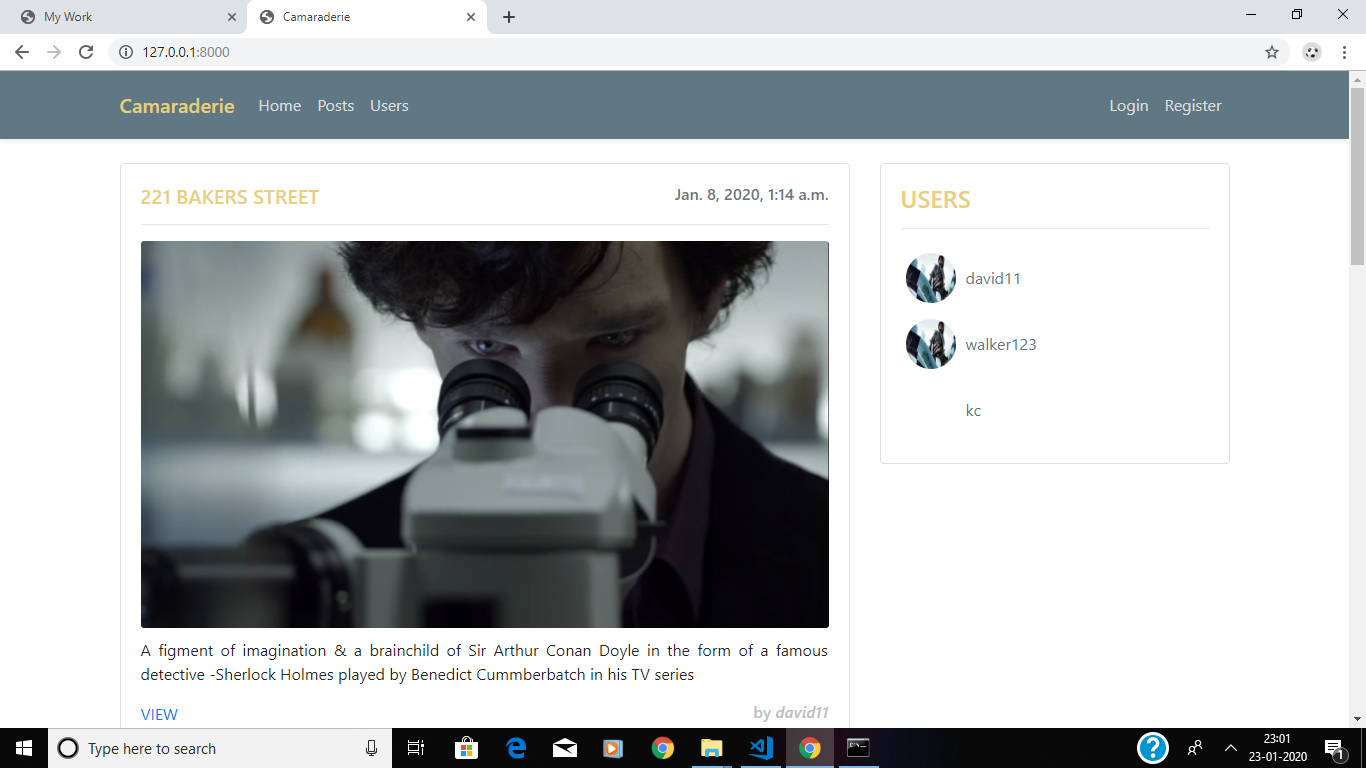 My Work
Camaraderie
127.0.0.1:8000
Camaraderie Home Posts Users Login Register
221 BAKERS STREET
Jan. 8, 2020, 1:14 a.m.
A figment of imagination & a brainchild of Sir Arthur Conan Doyle in the form of a famous
detective -Sherlock Holmes played by Benedict Cummberbatch in his TV series
VIEW
by david11
USERS
david11
walker123
kc
Type here to search
23:01
23-01-2020
1